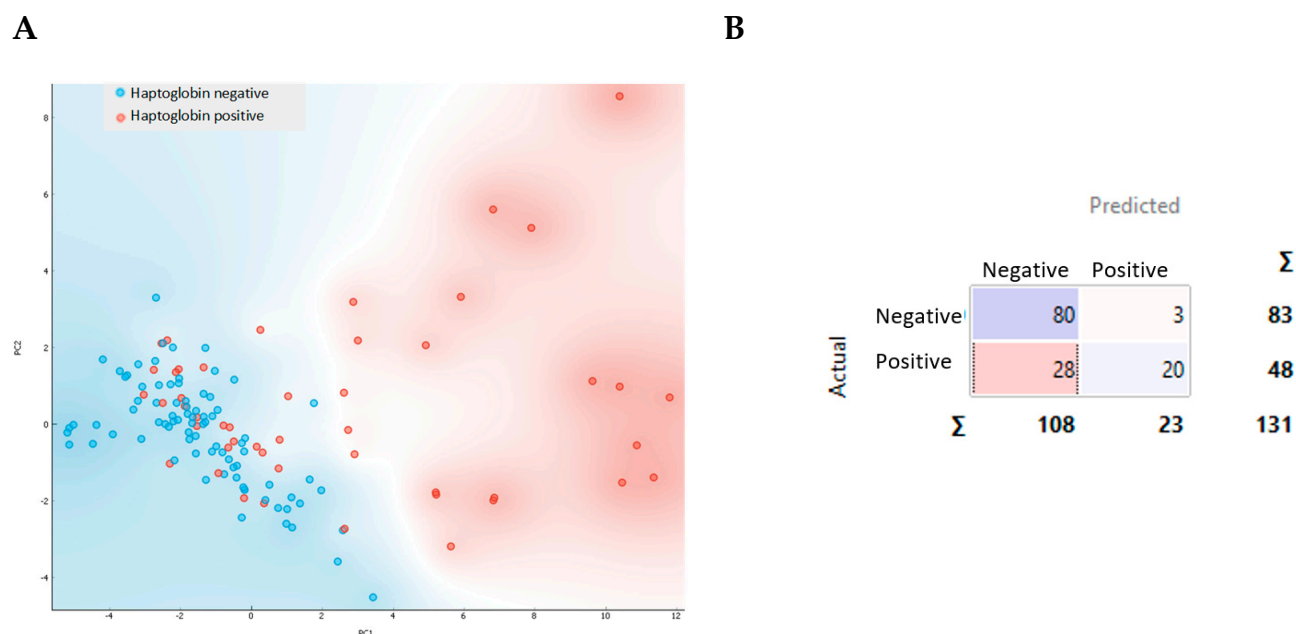 A
B
Haptoglobin negative
Haptoglobin positive
8
6
4
2
0
-2
-4
PC2
-4 -2 0 2 4 6 8 10 12
PC1
Predicted
Negative Positive Σ
Negative 80 3 83
Positive 28 20 48
Σ 108 23 131
Actual